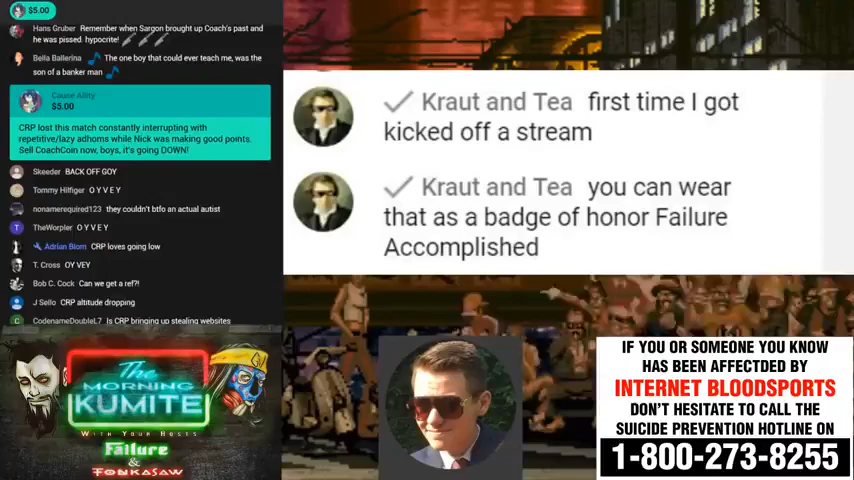 $5.00
Hans Gruber Remember when Sargon brought up Coach's past and
he was pissed. hypocrite!
Bella Ballerina The one boy that could ever teach me, was the
son of a banker man
Cause Ality
$5.00
CRP lost this match constantly interrupting with
repetitive/lazy adhoms while Nick was making good points.
Sell CoachCoin now, boys, it's going DOWN!
Skeeder BACK OFF GOY
Tommy Hilfiger O Y V E Y
nonamerequired123 they couldn't btfo an actual autist
T TheWorpler O Y V E Y
Adrian Blom CRP loves going low
T. Cross OY VEY
Bob C. Cock Can we get a ref?!
J Sello CRP altitude dropping
C CodenameDoubleL7 Is CRP bringing up stealing websites
Kraut and Tea first time I got
kicked off a stream
Kraut and Tea you can wear
that as a badge of honor Failure
Accomplished
The
MORNING
KUMITE
WITH YOUR HOSTS
Failure
&
TONKASAW
IF YOU OR SOMEONE YOU KNOW
HAS BEEN AFFECTDED BY
INTERNET BLOODSPORTS
DON'T HESITATE TO CALL THE
SUICIDE PREVENTION HOTLINE ON
1-800-273-8255